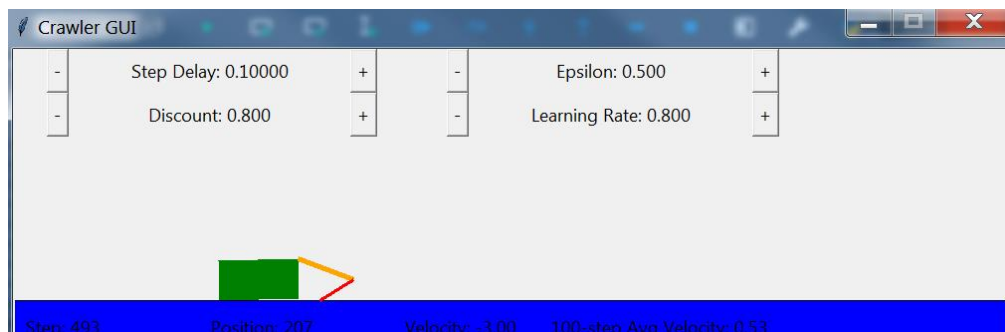 Crawler GUI
- Step Delay: 0.10000 + - Epsilon: 0.500 +
- Discount: 0.800 + - Learning Rate: 0.800 +
Step: 493 Position: 207 Velocity: -3.00 100-step Avg Velocity: 0.53